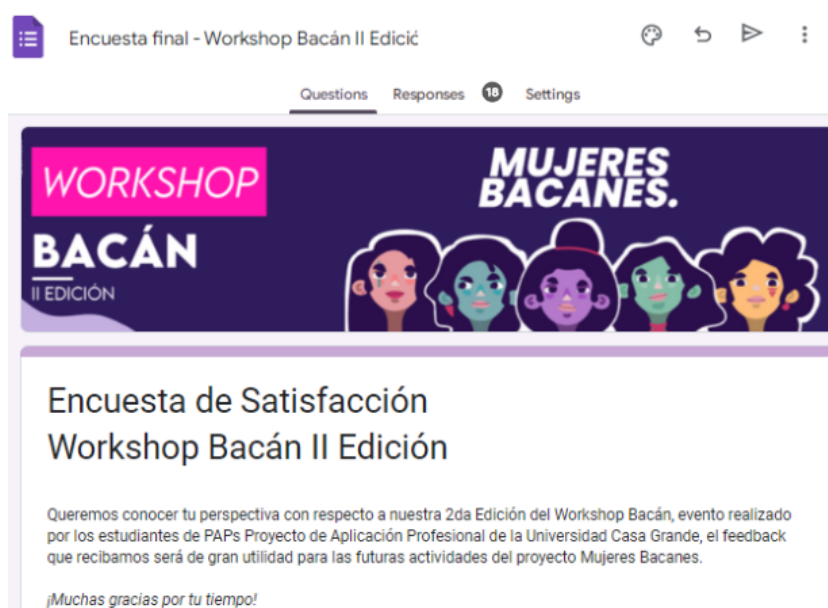 Encuesta final - Workshop Bacán II Edició
Questions Responses 18 Settings
WORKSHOP
BACÁN
II EDICIÓN
MUJERES
BACANES.
Encuesta de Satisfacción
Workshop Bacán II Edición
Queremos conocer tu perspectiva con respecto a nuestra 2da Edición del Workshop Bacán, evento realizado
por los estudiantes de PAPs Proyecto de Aplicación Profesional de la Universidad Casa Grande, el feedback
que recibamos será de gran utilidad para las futuras actividades del proyecto Mujeres Bacanes.
¡Muchas gracias por tu tiempo!